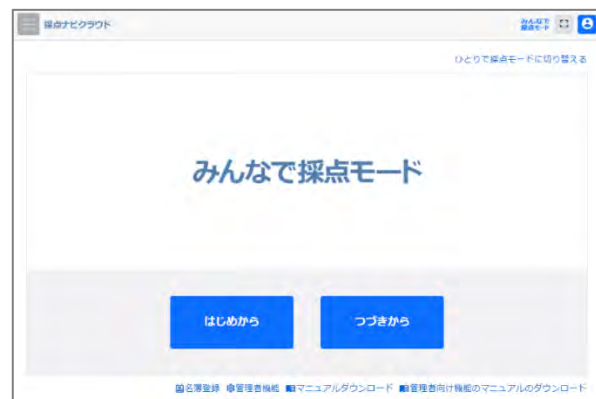 採点ナビクラウド
みんなで
採点モード
ひとりで採点モードに切り替える
みんなで採点モード
はじめから つづきから
名簿登録 管理者機能 マニュアルダウンロード 管理者向け機能のマニュアルのダウンロード